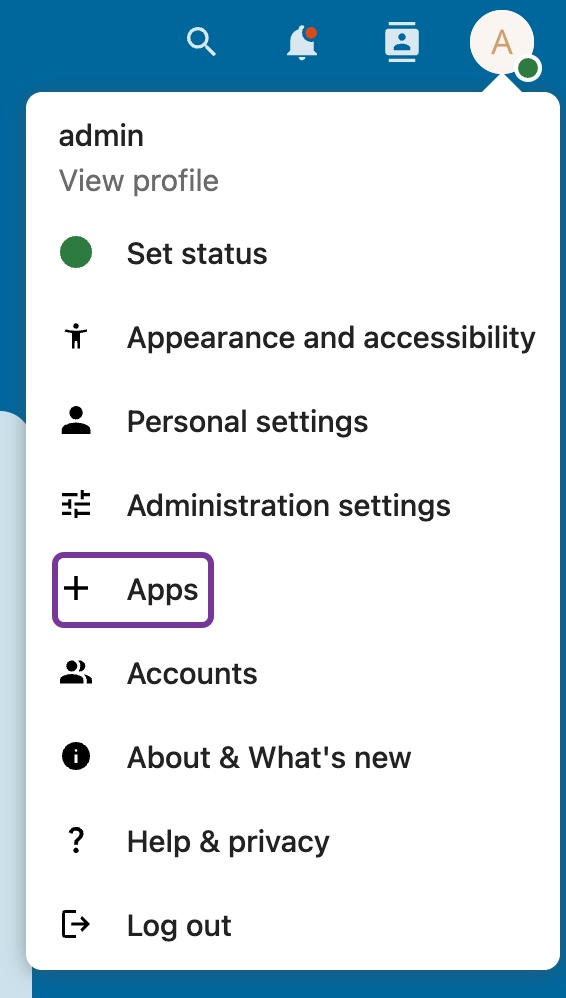 A
admin
View profile
Set status
Appearance and accessibility
Personal settings
Administration settings
Apps
Accounts
About & What's new
Help & privacy
Log out